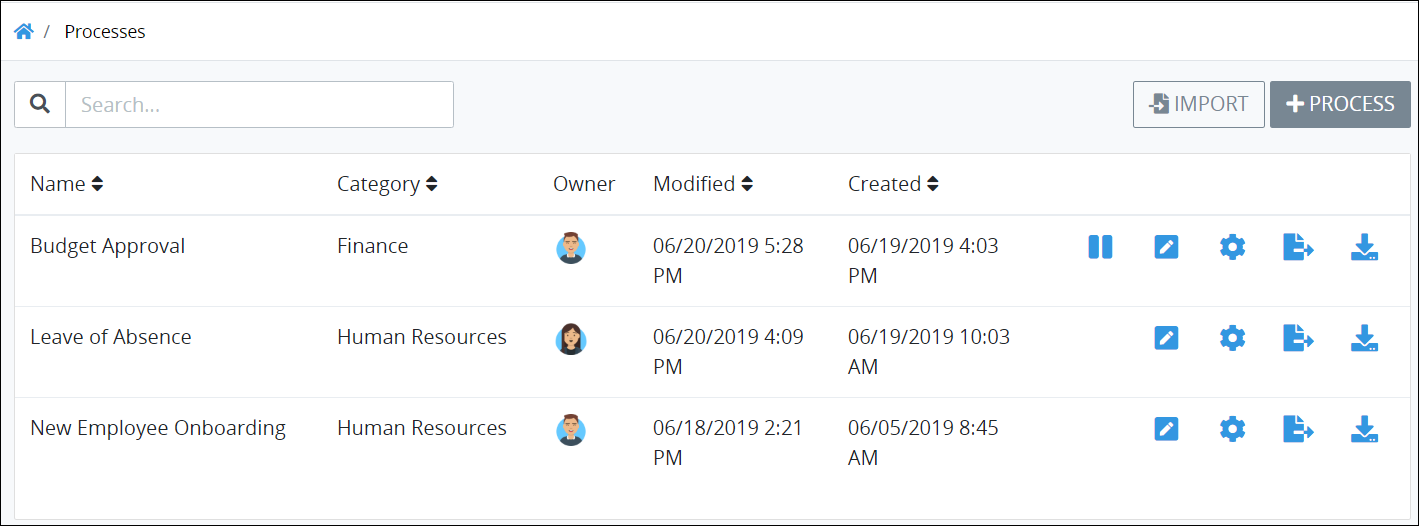 / Processes
Search...
IMPORT
PROCESS
Name Category Owner Modified Created
Budget Approval Finance 06/20/2019 5:28 06/19/2019 4:03
PM PM
Leave of Absence Human Resources 06/20/2019 4:09 06/19/2019 10:03
PM AM
New Employee Onboarding Human Resources 06/18/2019 2:21 06/05/2019 8:45
PM AM